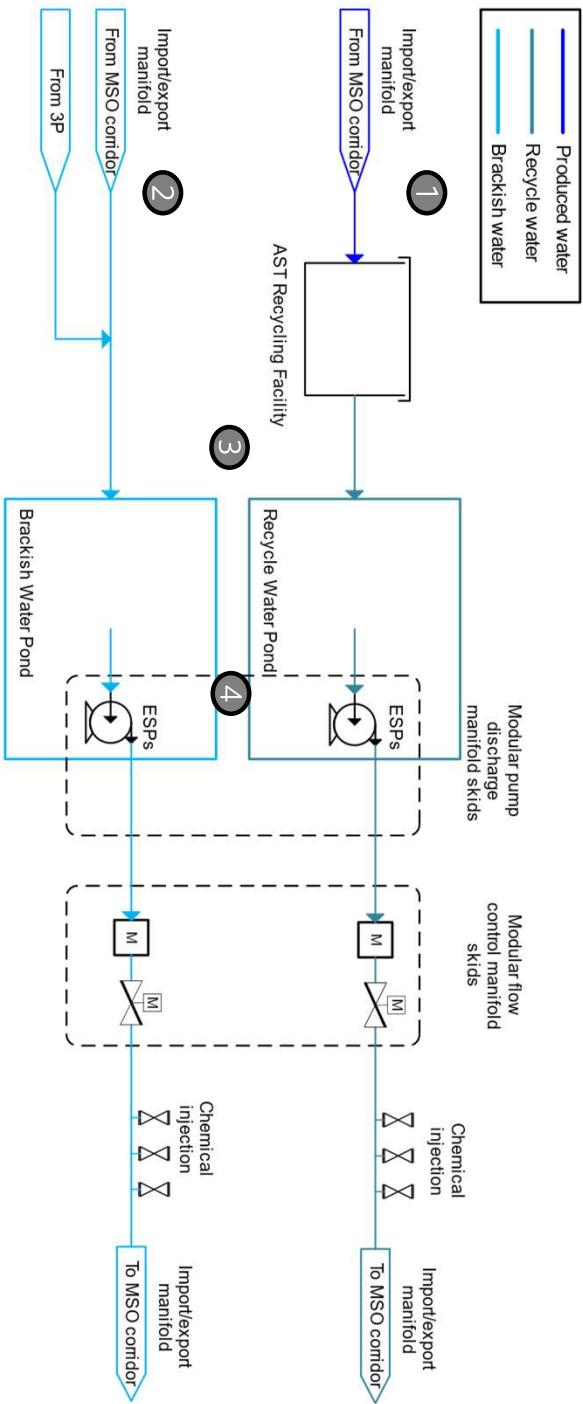 Produced water
Recycle water
Brackish water
Import/export
manifold
From MSO corridor
1
AST Recycling Facility
Recycle Water Pond
ESPs
Modular pump
discharge
manifold skids
Modular flow
control manifold
skids
M
M
Chemical
injection
Import/export
manifold
To MSO corridor
Import/export
manifold
From MSO corridor
From 3P
2
3
Brackish Water Pond
4
ESPs
M
M
Chemical
injection
Import/export
manifold
To MSO corridor